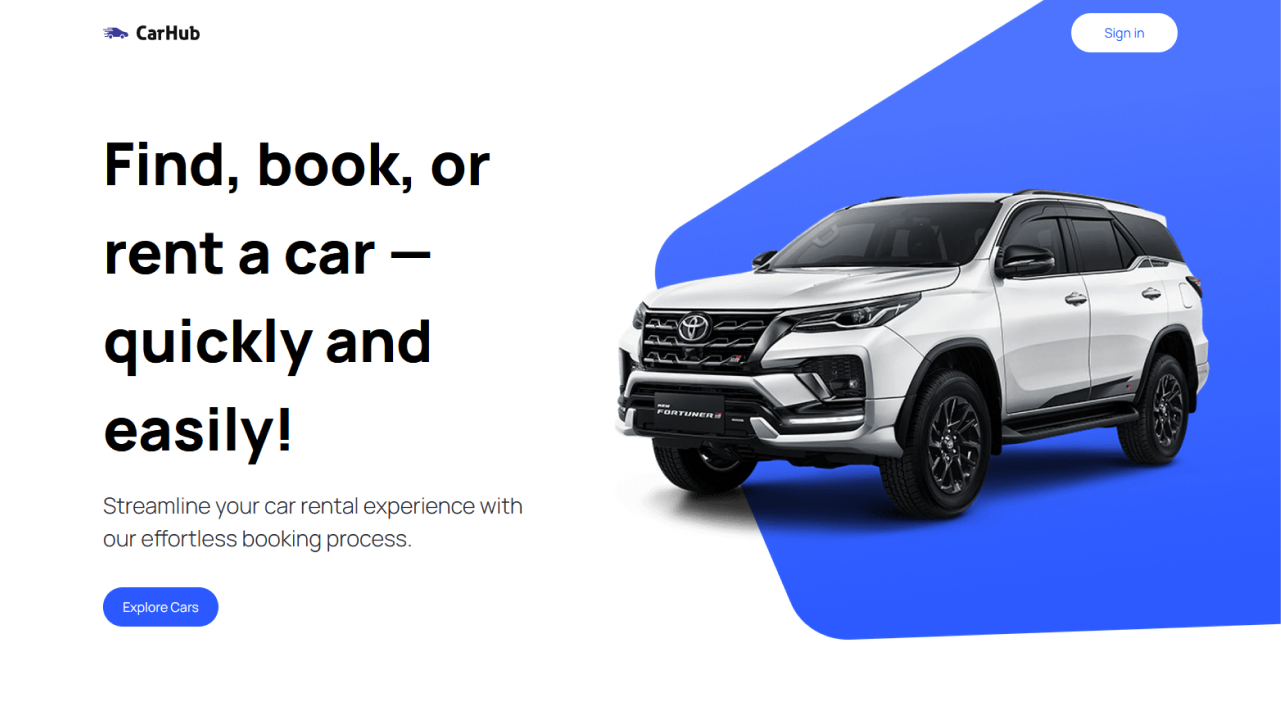 CarHub
Sign in
Find, book, or
rent a car —
quickly and
easily!
Streamline your car rental experience with
our effortless booking process.
Explore Cars
NEW
FORTUNER